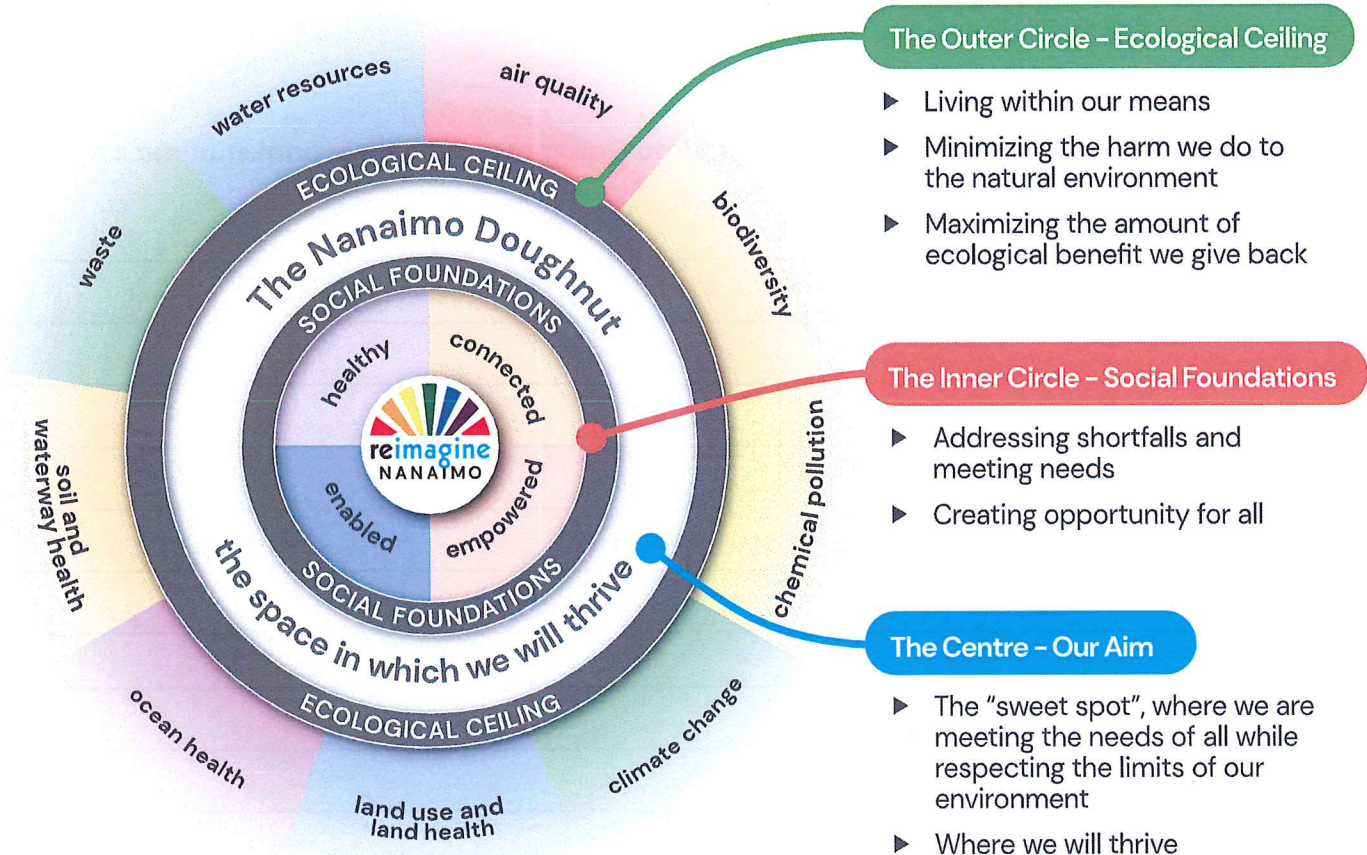 water resources
air quality
biodiversity
chemical pollution
climate change
land use and
land health
ocean health
soil and
waterway health
waste
ECOLOGICAL CEILING
The Nanaimo Doughnut
SOCIAL FOUNDATIONS
healthy
connected
reimagine
NANAIMO
enabled
empowered
SOCIAL FOUNDATIONS
the space in which we will thrive
ECOLOGICAL CEILING
The Outer Circle – Ecological Ceiling
▶ Living within our means
▶ Minimizing the harm we do to
the natural environment
▶ Maximizing the amount of
ecological benefit we give back
The Inner Circle – Social Foundations
▶ Addressing shortfalls and
meeting needs
▶ Creating opportunity for all
The Centre – Our Aim
▶ The “sweet spot”, where we are
meeting the needs of all while
respecting the limits of our
environment
▶ Where we will thrive